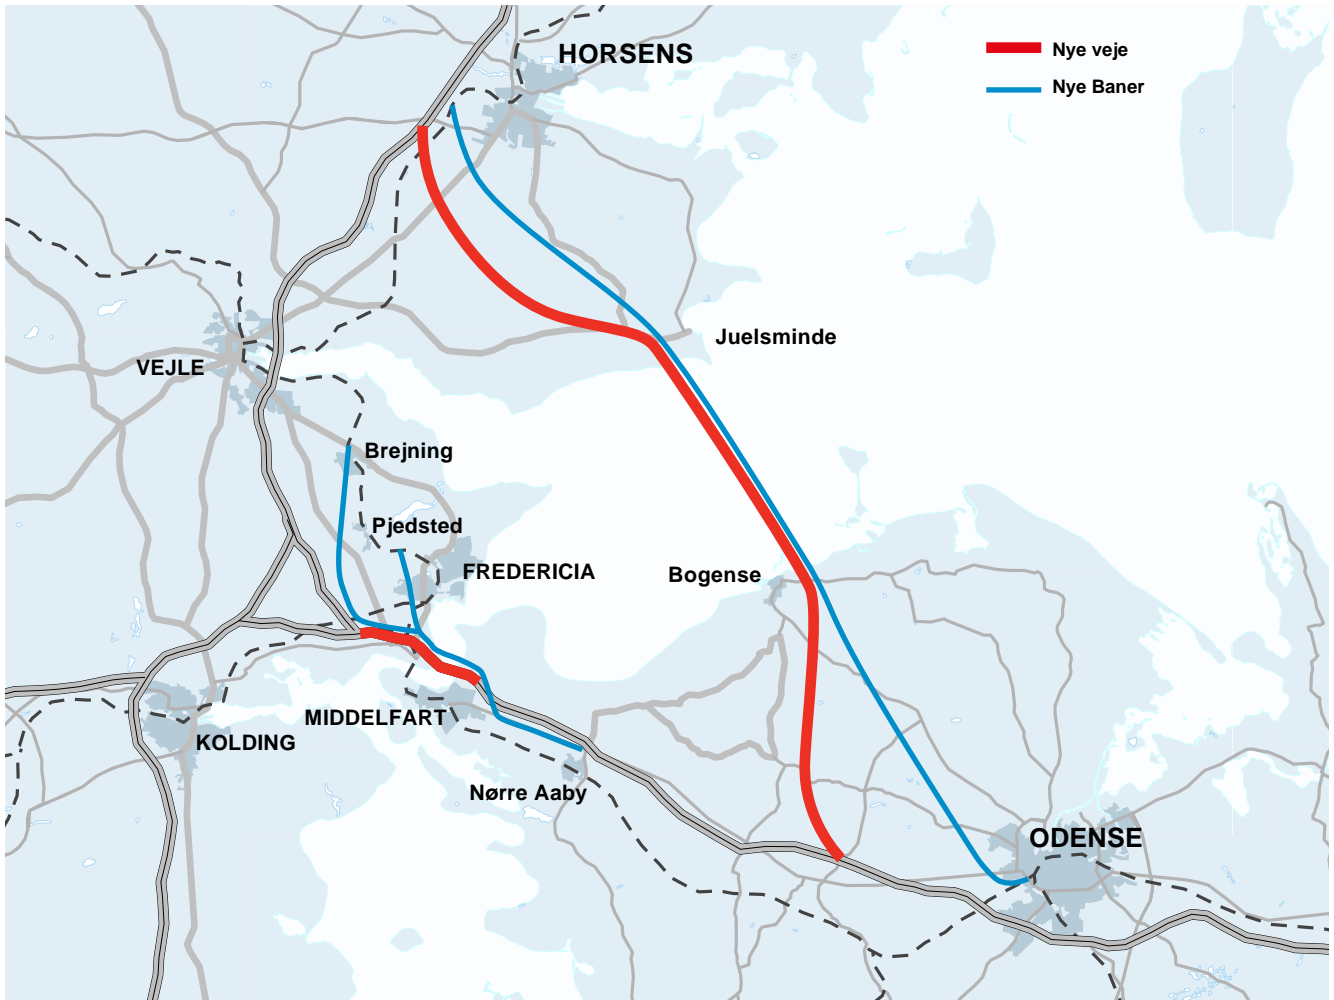 HORSENS
Nye veje
Nye Baner
Juelsminde
VEJLE
Brejning
Pjedsted
FREDERICIA
Bogense
MIDDELFART
KOLDING
Nørre Aaby
ODENSE